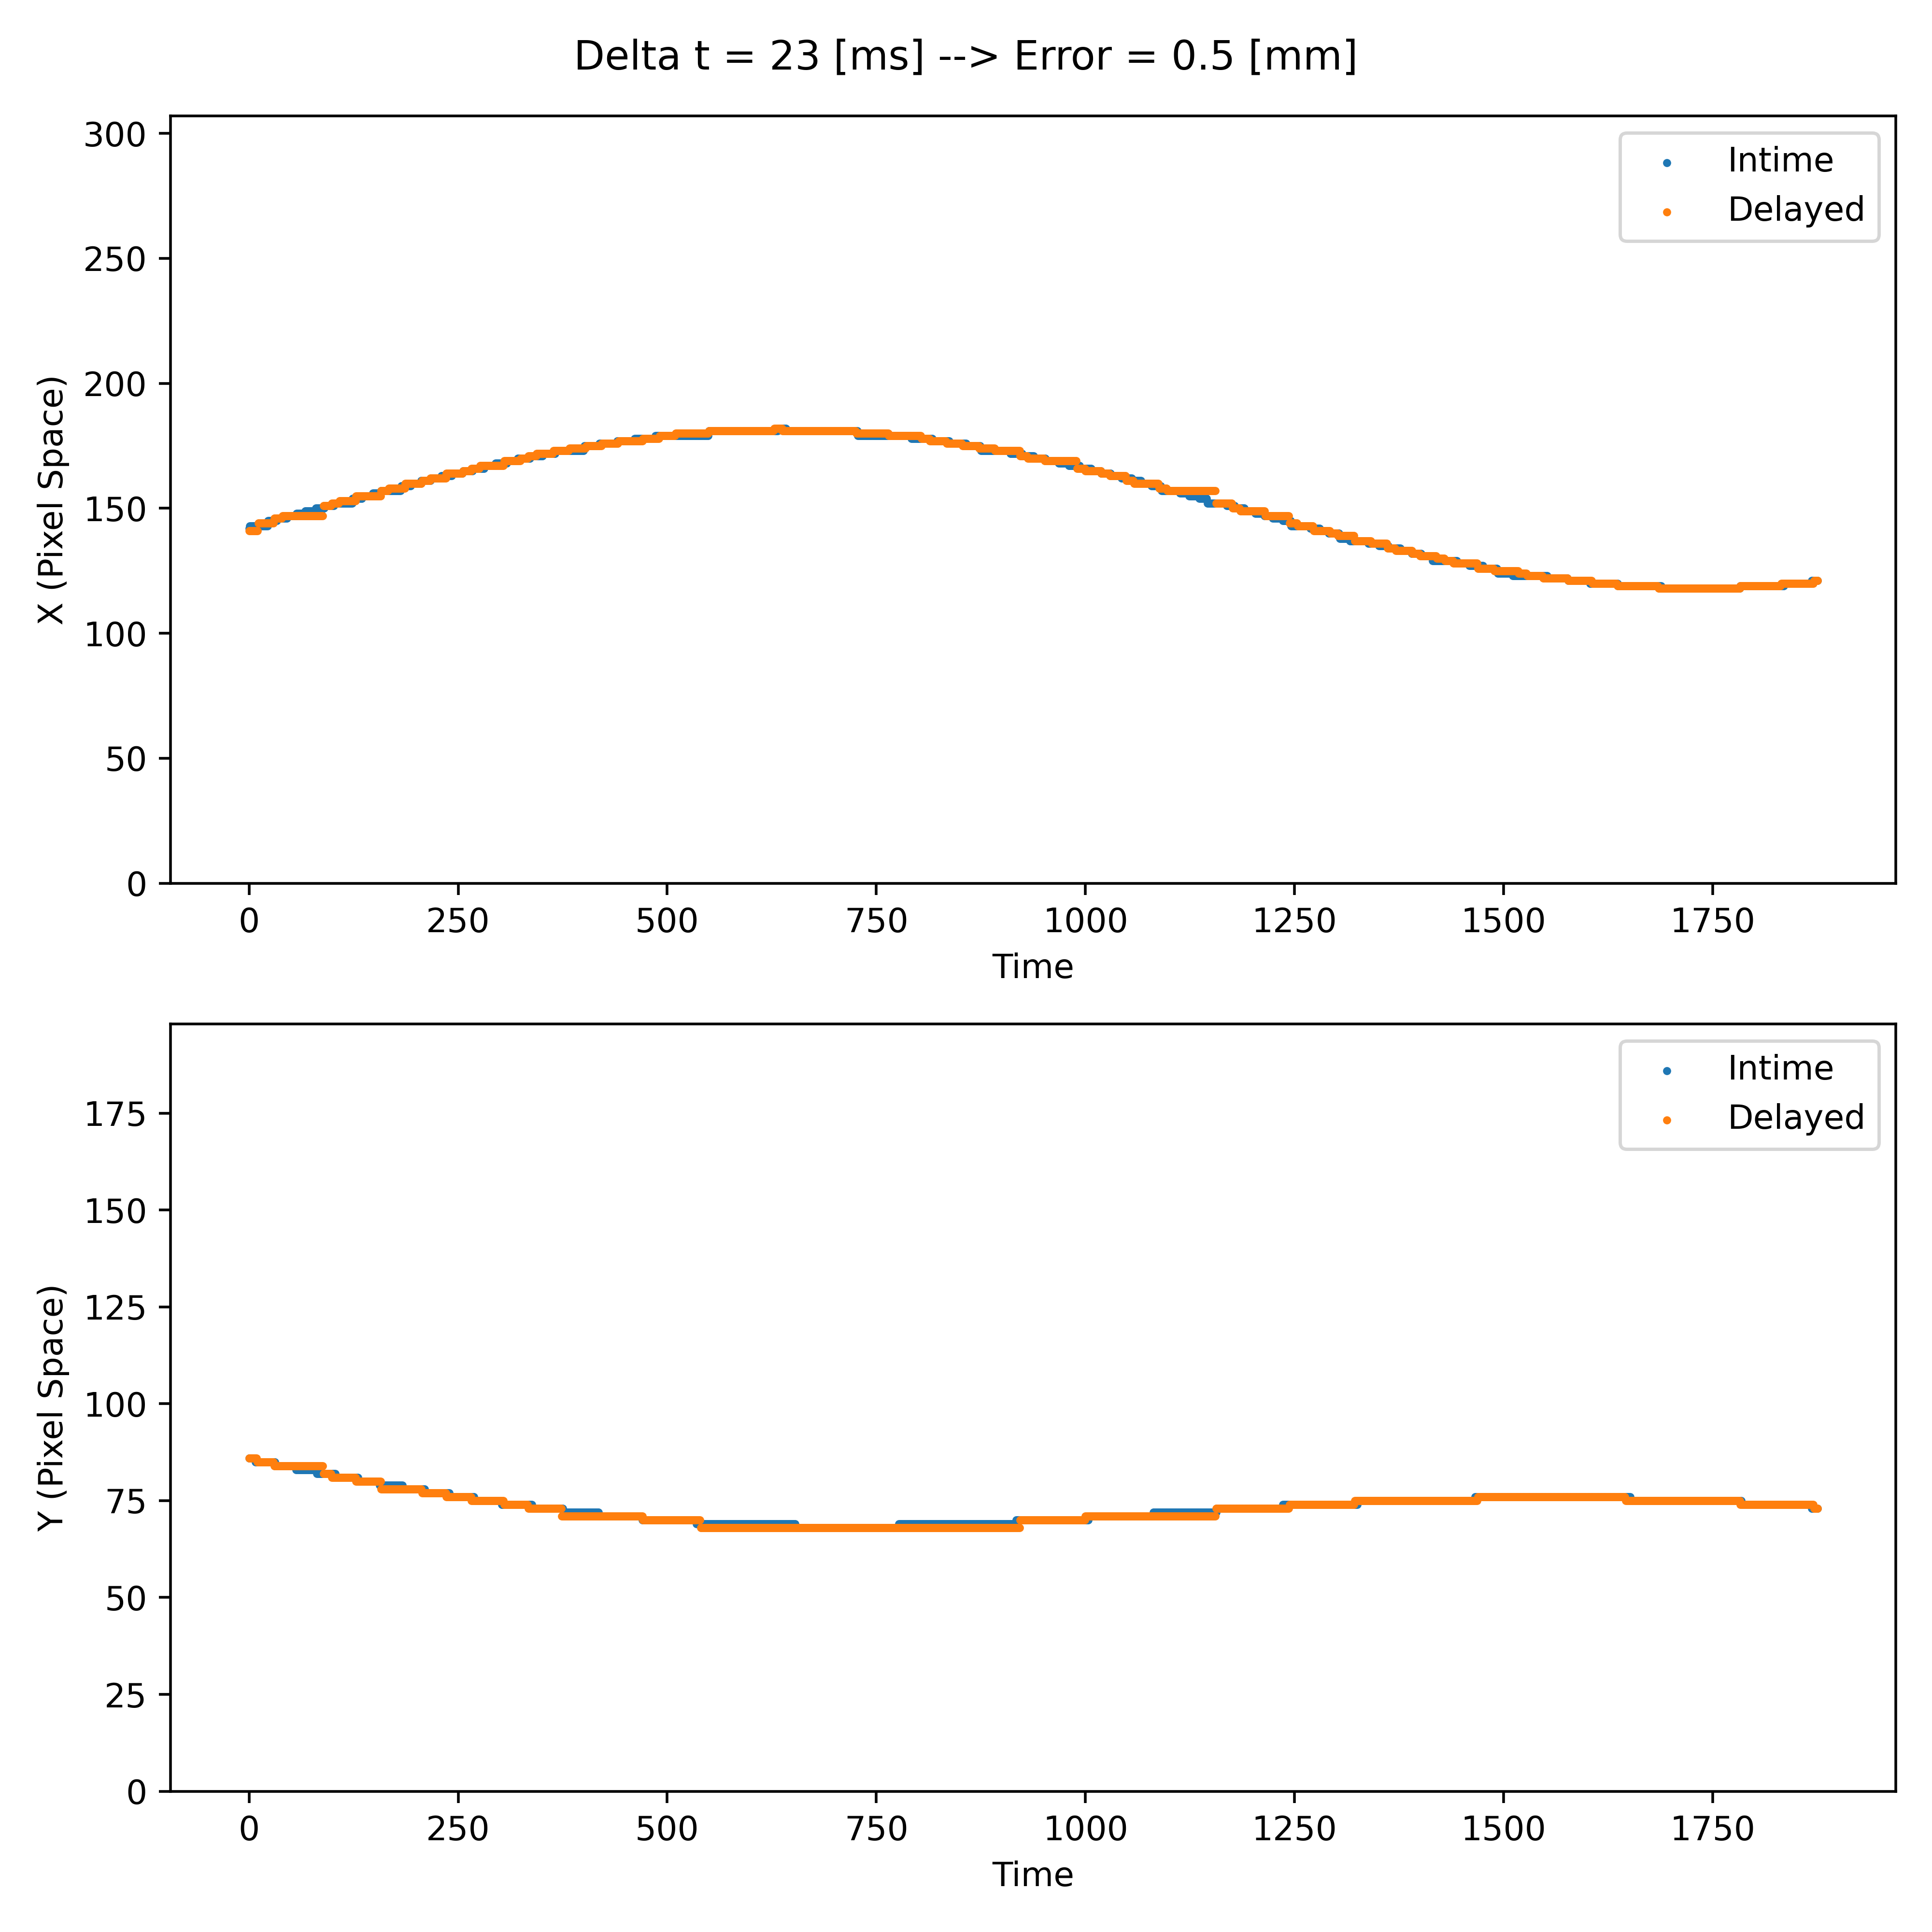 Delta t = 23 [ms] --> Error = 0.5 [mm]
300
250
200
150
100
50
0
X (Pixel Space)
Intime
Delayed
0 250 500 750 1000 1250 1500 1750
Time
175
150
125
100
75
50
25
0
Y (Pixel Space)
Intime
Delayed
0 250 500 750 1000 1250 1500 1750
Time